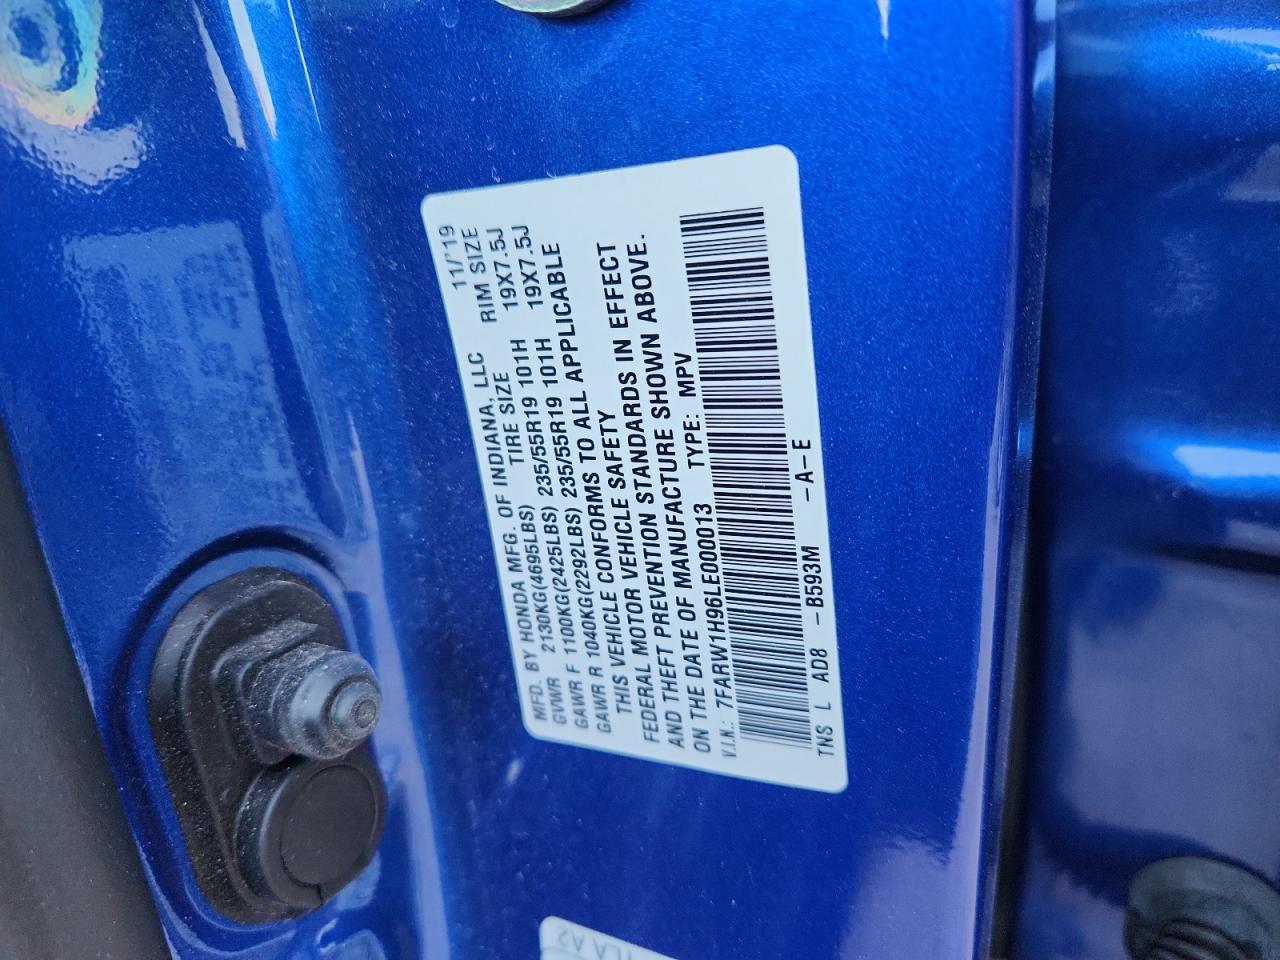 MFD. BY HONDA MFG. OF INDIANA, LLC 11/'19
GVWR 2130KG(4695LBS) TIRE SIZE RIM SIZE
GAWR F 1100KG(2425LBS) 235/55R19 101H 19X7.5J
GAWR R 1040KG(2292LBS) 235/55R19 101H 19X7.5J
THIS VEHICLE CONFORMS TO ALL APPLICABLE
FEDERAL MOTOR VEHICLE SAFETY
AND THEFT PREVENTION STANDARDS IN EFFECT
ON THE DATE OF MANUFACTURE SHOWN ABOVE.
V.I.N.: 7FARW1H96LE000013 TYPE: MPV
TNS L AD8 -B593M -A-E